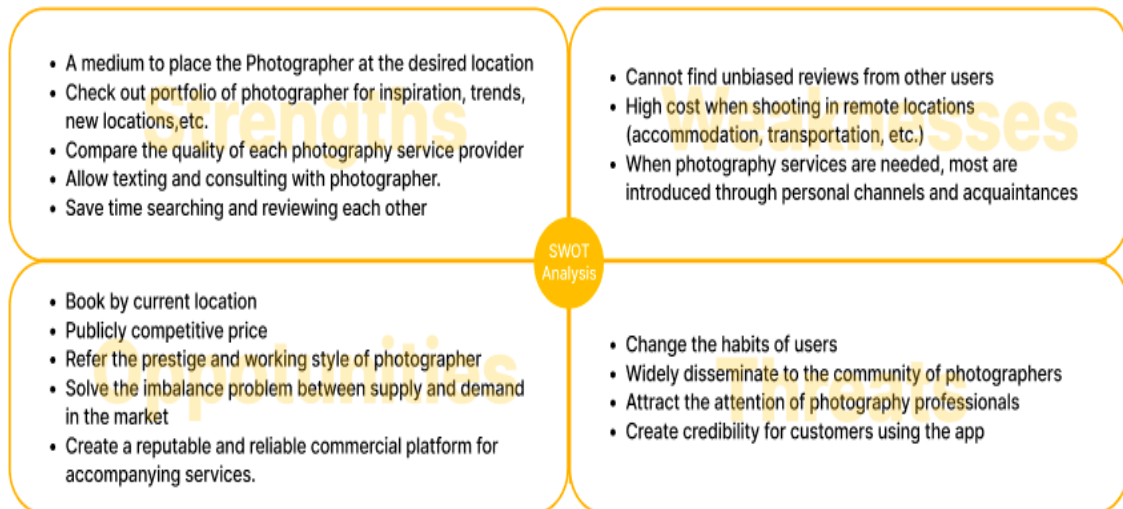 Strengths
• A medium to place the Photographer at the desired location
• Check out portfolio of photographer for inspiration, trends,
new locations,etc.
• Compare the quality of each photography service provider
• Allow texting and consulting with photographer.
• Save time searching and reviewing each other
Weaknesses
• Cannot find unbiased reviews from other users
• High cost when shooting in remote locations
(accommodation, transportation, etc.)
• When photography services are needed, most are
introduced through personal channels and acquaintances
SWOT
Analysis
Oppotunities
• Book by current location
• Publicly competitive price
• Refer the prestige and working style of photographer
• Solve the imbalance problem between supply and demand
in the market
• Create a reputable and reliable commercial platform for
accompanying services.
Threats
• Change the habits of users
• Widely disseminate to the community of photographers
• Attract the attention of photography professionals
• Create credibility for customers using the app